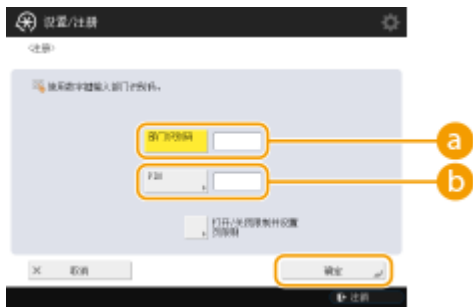 设置/注册
<注册>
使用数字键输入部门识别码。
部门识别码
a
PIN
b
打开/关闭限制并设置
页限制
取消
确定
注销